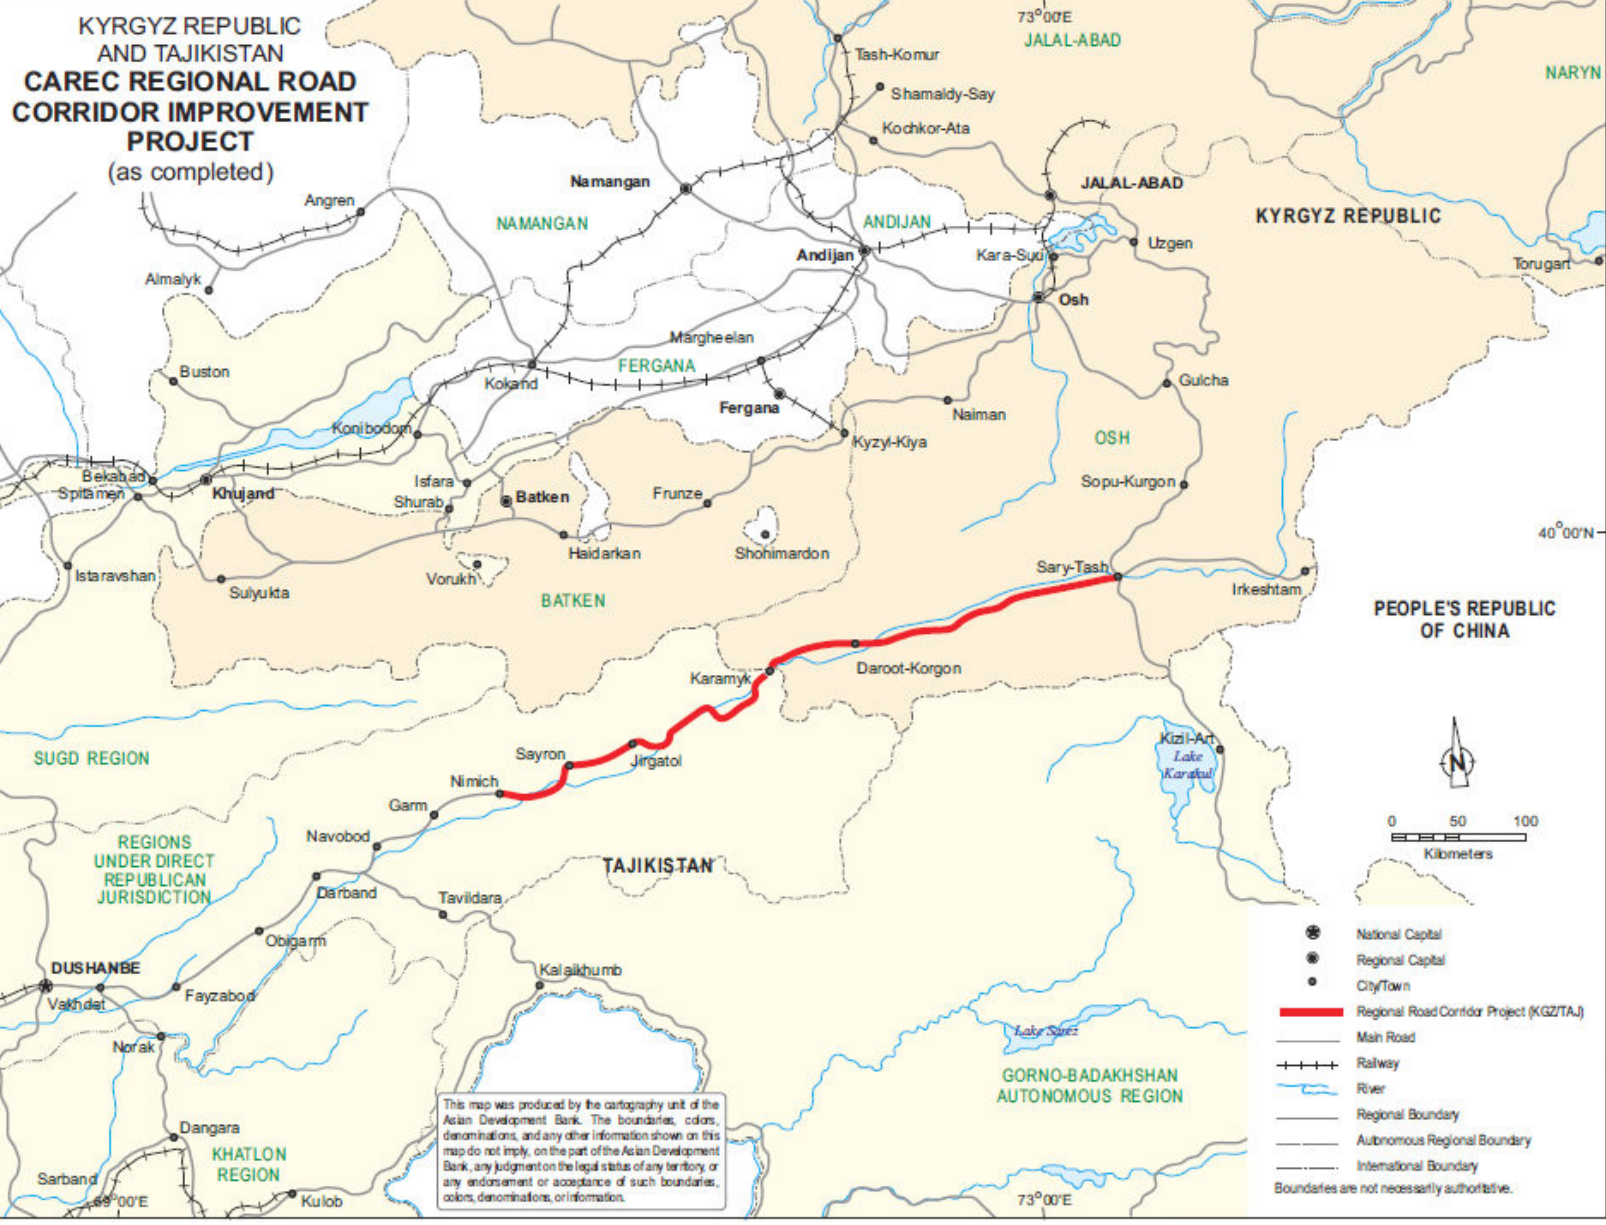 KYRGYZ REPUBLIC
AND TAJIKISTAN
CAREC REGIONAL ROAD
CORRIDOR IMPROVEMENT
PROJECT
(as completed)
73°00'E
JALAL-ABAD
NARYN
Tash-Komur
Shamaldy-Say
Kochkor-Ata
Namangan
JALAL-ABAD
Angren
NAMANGAN
ANDIJAN
KYRGYZ REPUBLIC
Andijan
Kara-Suu
Uzgen
Torugart
Almalyk
Osh
Margheelan
Buston
FERGANA
Kokand
Gulcha
Fergana
Naiman
Konibodom
Kyzyl-Kiya
OSH
Bekabad
Spitamen
Khujand
Isfara
Shurab
Batken
Frunze
Sopu-Kurgon
40°00'N
Haidarkan
Shohimardon
Istaravshan
Vorukh
Sary-Tash
Sulyukta
BATKEN
Irkeshtam
PEOPLE'S REPUBLIC
OF CHINA
Karamyk
Daroot-Korgon
SUGD REGION
Sayron
Jirgatol
Kizil-Art
Lake
Karakul
N
Nimich
Garm
Navobod
0 50 100
Kilometers
REGIONS
UNDER DIRECT
REPUBLICAN
JURISDICTION
TAJIKISTAN
Darband
Tavildara
Obigarm
National Capital
Regional Capital
City/Town
Regional Road Corridor Project (KGZ/TAJ)
Main Road
Railway
River
Regional Boundary
Autonomous Regional Boundary
International Boundary
Boundaries are not necessarily authoritative.
DUSHANBE
Vakhdat
Fayzabod
Kalaikhumb
Norak
Lake Sarez
GORNO-BADAKHSHAN
AUTONOMOUS REGION
This map was produced by the cartography unit of the
Asian Development Bank. The boundaries, colors,
denominations, and any other information shown on this
map do not imply, on the part of the Asian Development
Bank, any judgment on the legal status of any territory, or
any endorsement or acceptance of such boundaries,
colors, denominations, or information.
Dangara
KHATLON
REGION
Sarband
69°00'E
Kulob
73°00'E